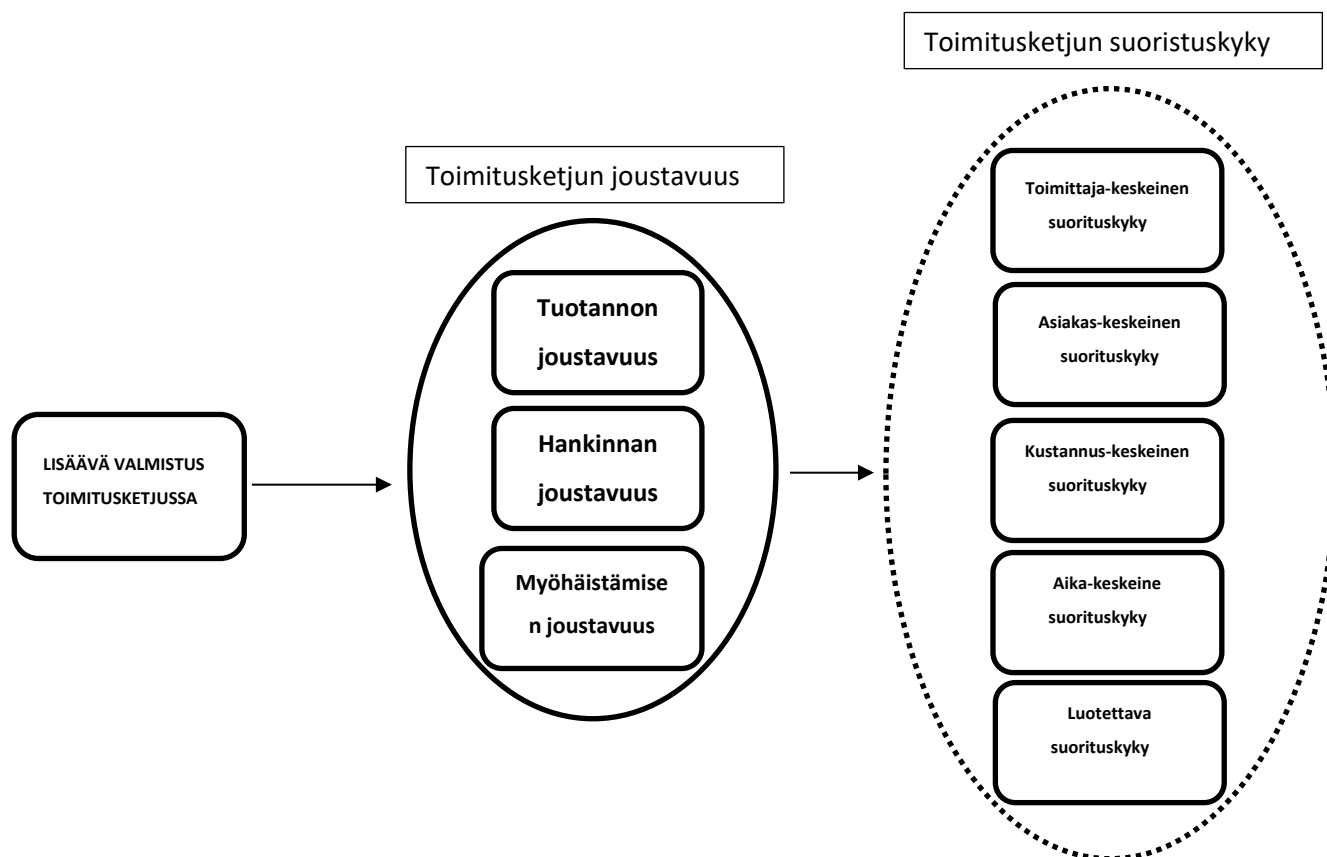 Toimitusketjun suoristuskyky
Toimitusketjun joustavuus
LISÄÄVÄ VALMISTUS
TOIMITUSKETJUSSA
Tuotannon
joustavuus
Hankinnan
joustavuus
Myöhäistämise
n joustavuus
Toimittaja-keskeinen
suorituskyky
Asiakas-keskeinen
suorituskyky
Kustannus-keskeinen
suorituskyky
Aika-keskeine
suorituskyky
Luotettava
suorituskyky